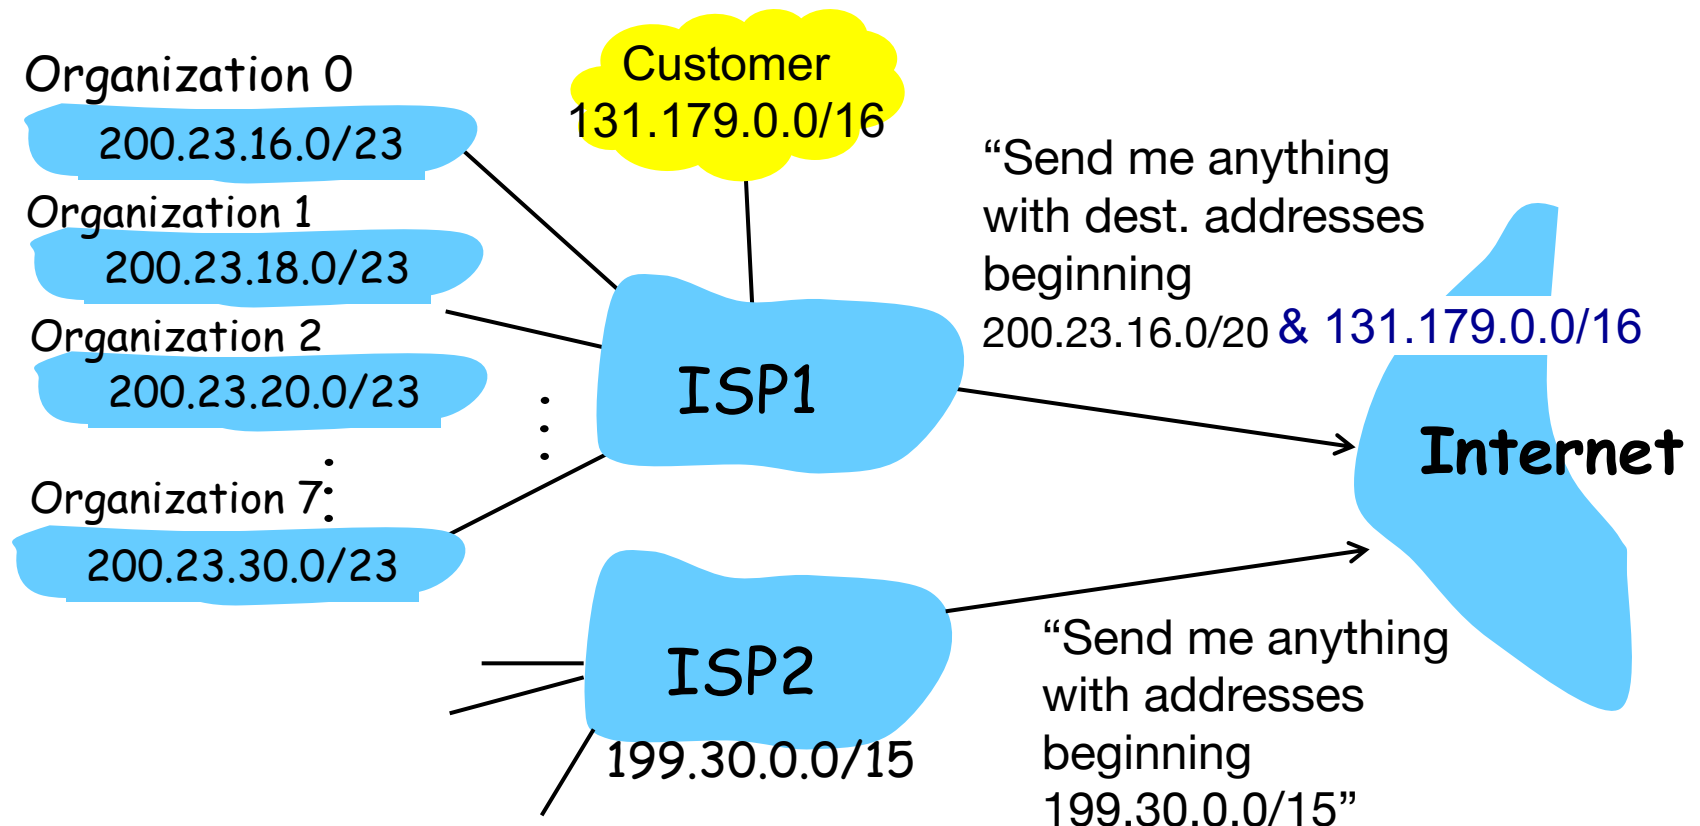 Organization 0
200.23.16.0/23
Organization 1
200.23.18.0/23
Organization 2
200.23.20.0/23
Organization 7
200.23.30.0/23
Customer
131.179.0.0/16
ISP1
ISP2
199.30.0.0/15
“Send me anything
with dest. addresses
beginning
200.23.16.0/20 & 131.179.0.0/16
Internet
“Send me anything
with addresses
beginning
199.30.0.0/15”